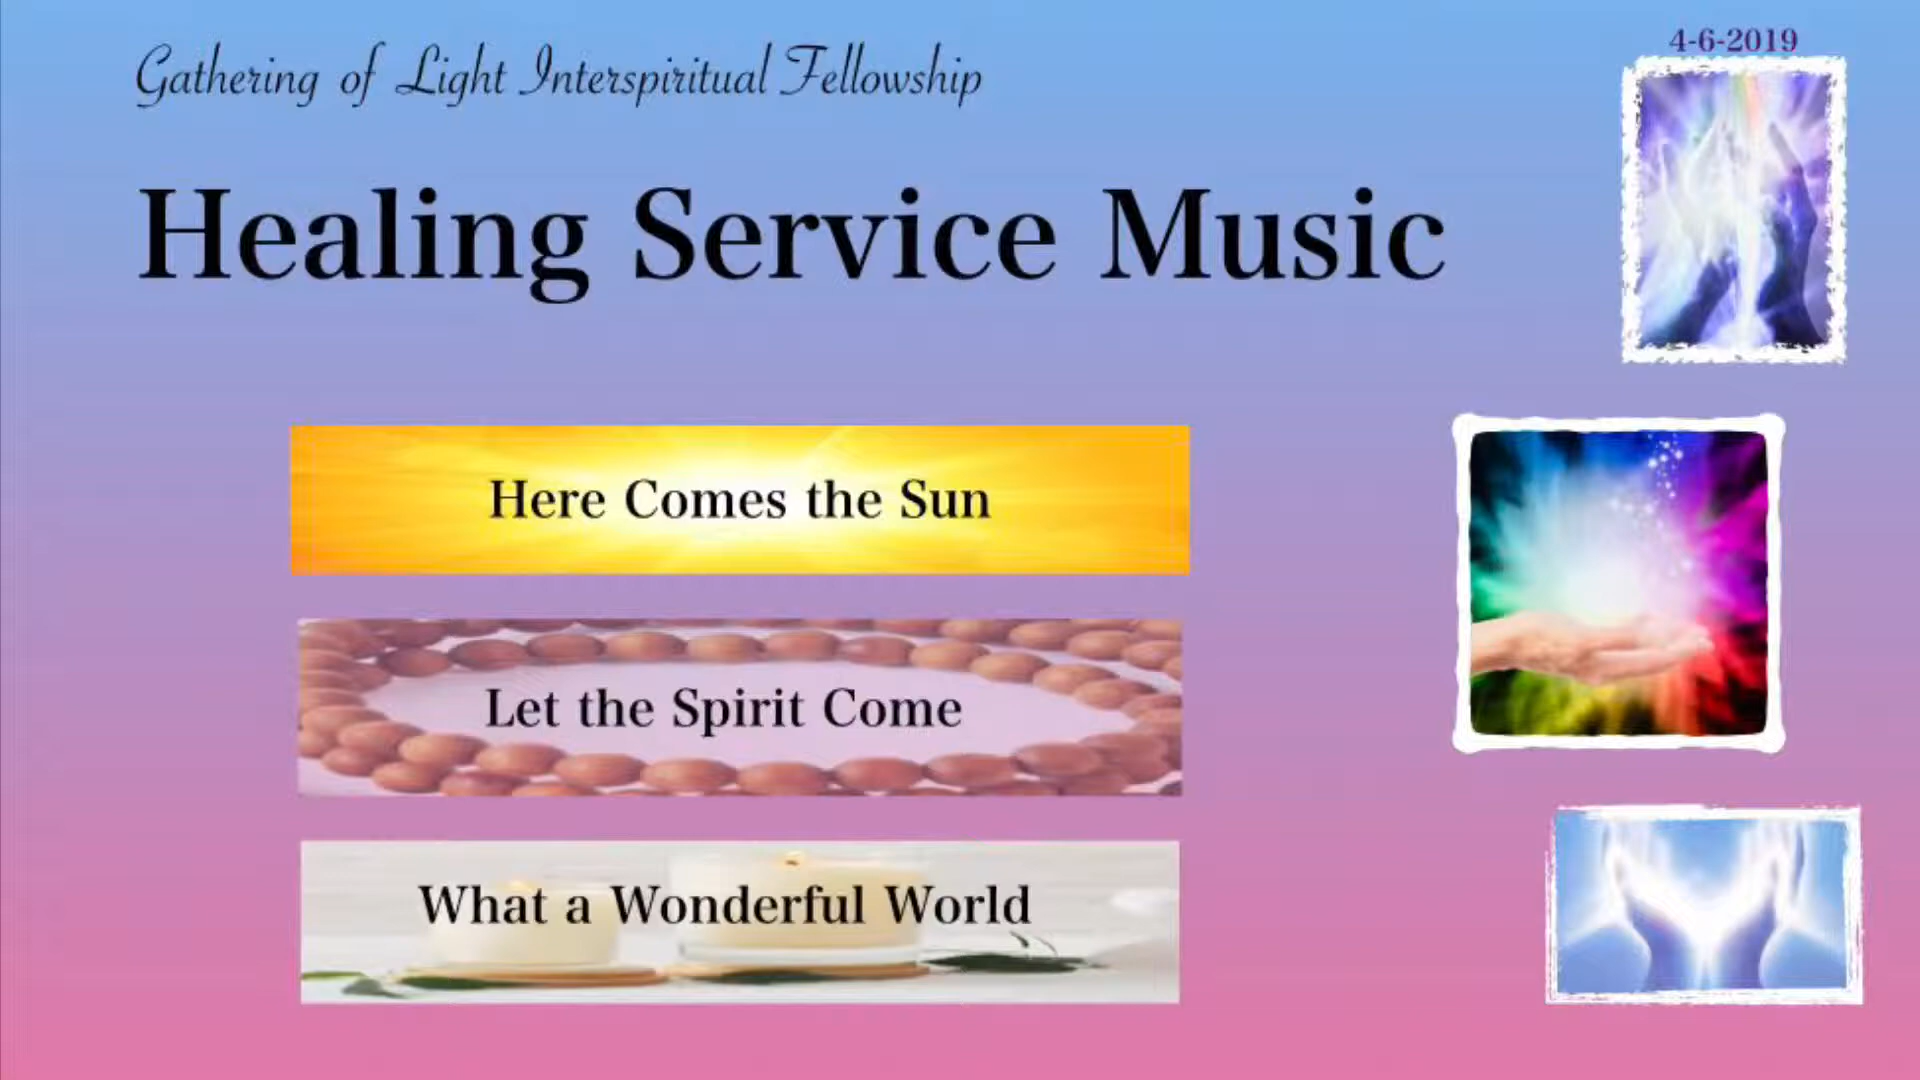 Gathering of Light Interspiritual Fellowship
4-6-2019
Healing Service Music
Here Comes the Sun
Let the Spirit Come
What a Wonderful World